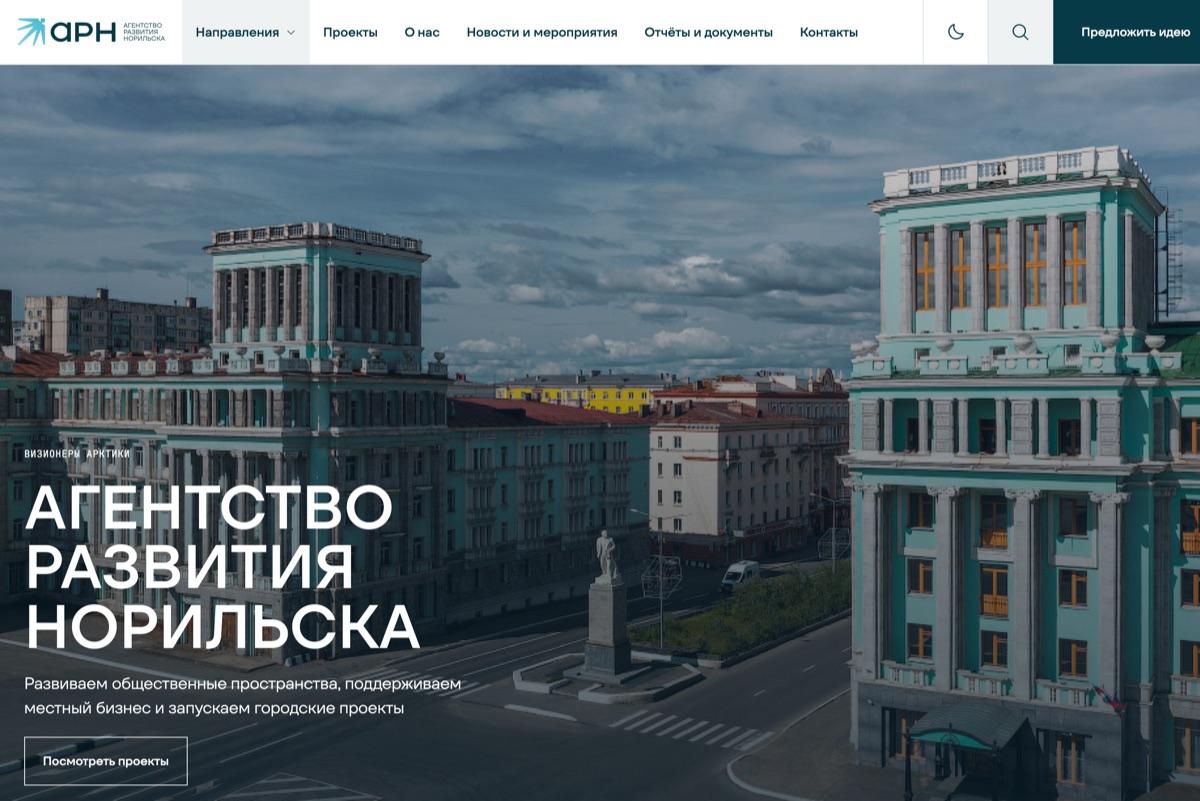 арн
АГЕНТСТВО
РАЗВИТИЯ
НОРИЛЬСКА
Направления
Проекты
О нас
Новости и мероприятия
Отчёты и документы
Контакты
Предложить идею
ВИЗИОНЕРЫ АРКТИКИ
АГЕНТСТВО
РАЗВИТИЯ
НОРИЛЬСКА
Развиваем общественные пространства, поддерживаем
местный бизнес и запускаем городские проекты
Посмотреть проекты